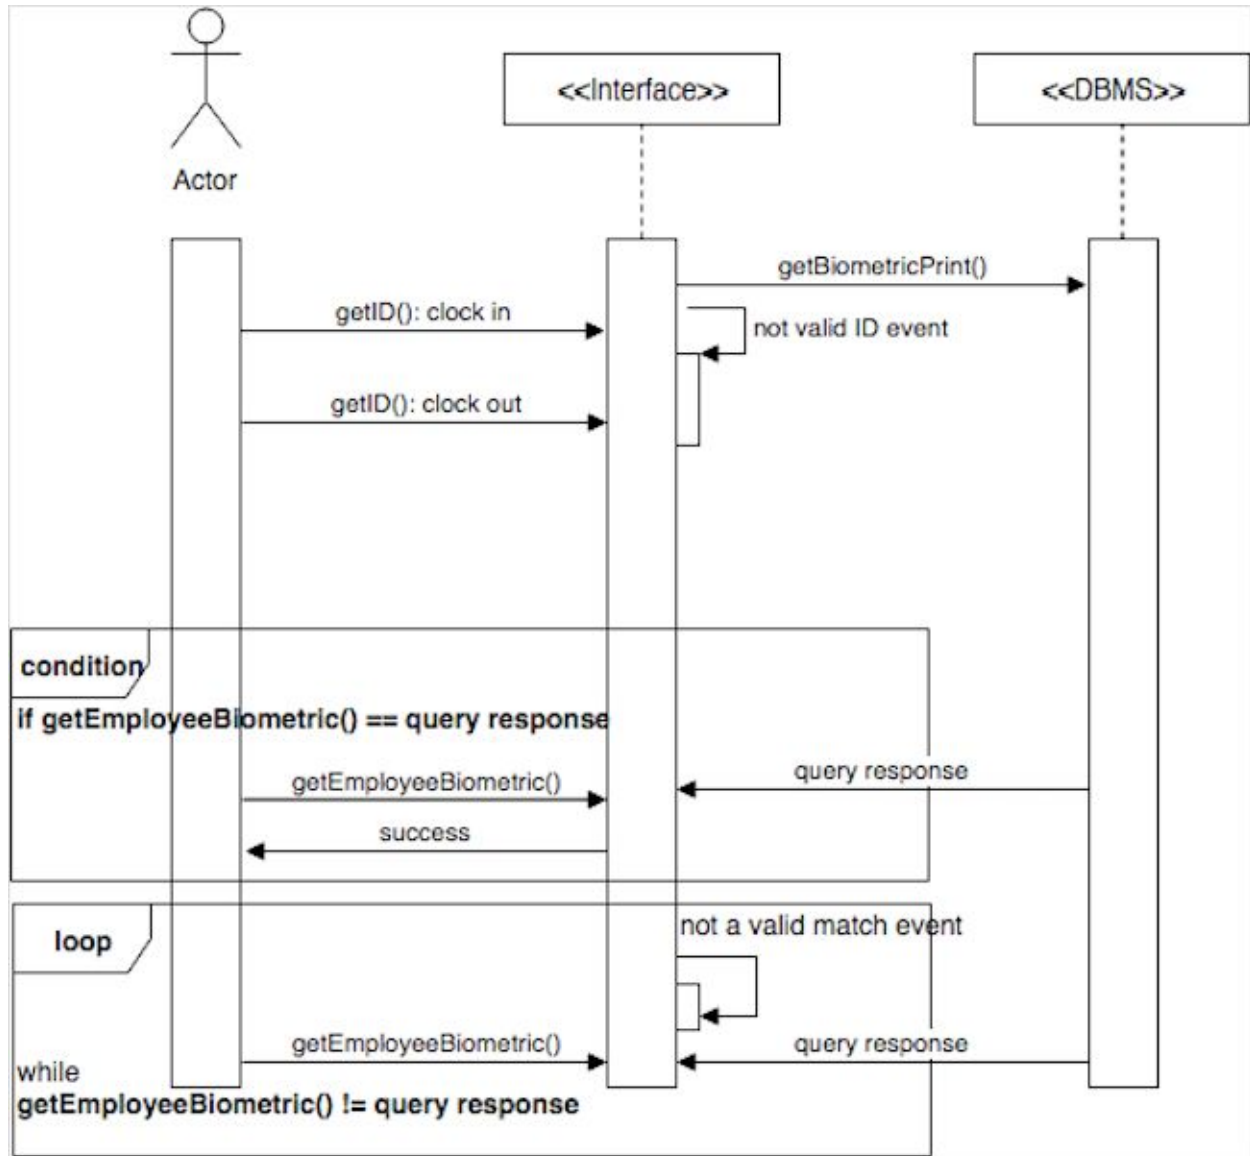 <<Interface>>
<<DBMS>>
Actor
getBiometricPrint()
getID(): clock in
not valid ID event
getID(): clock out
condition
if getEmployeeBiometric() == query response
query response
getEmployeeBiometric()
success
not a valid match event
loop
getEmployeeBiometric()
query response
while
getEmployeeBiometric() != query response